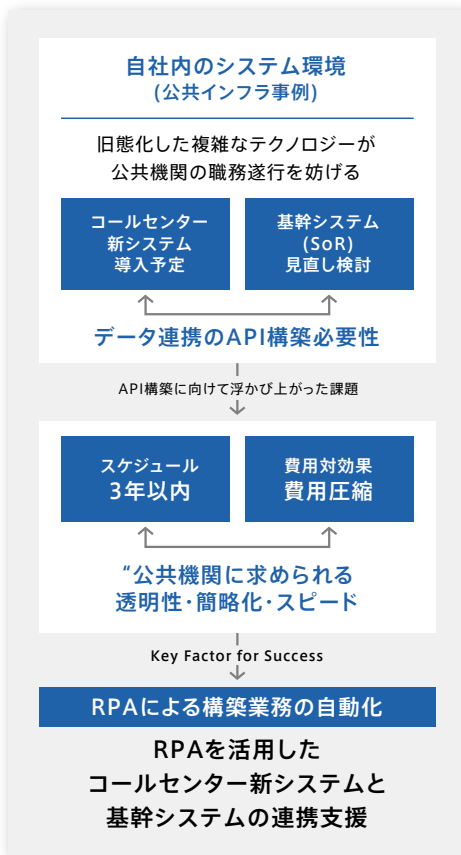 自社内のシステム環境
(公共インフラ事例)
旧態化した複雑なテクノロジーが
公共機関の職務遂行を妨げる
コールセンター
新システム
導入予定
基幹システム
(SoR)
見直し検討
データ連携のAPI構築必要性
API構築に向けて浮かび上がった課題
スケジュール
3年以内
費用対効果
費用圧縮
“公共機関に求められる
透明性・簡略化・スピード
Key Factor for Success
RPAによる構築業務の自動化
RPAを活用した
コールセンター新システムと
基幹システムの連携支援